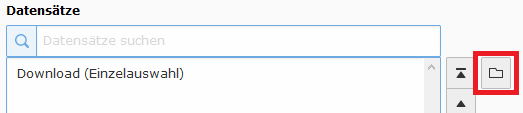 Datensätze
Datensätze suchen
Download (Einzelauswahl)